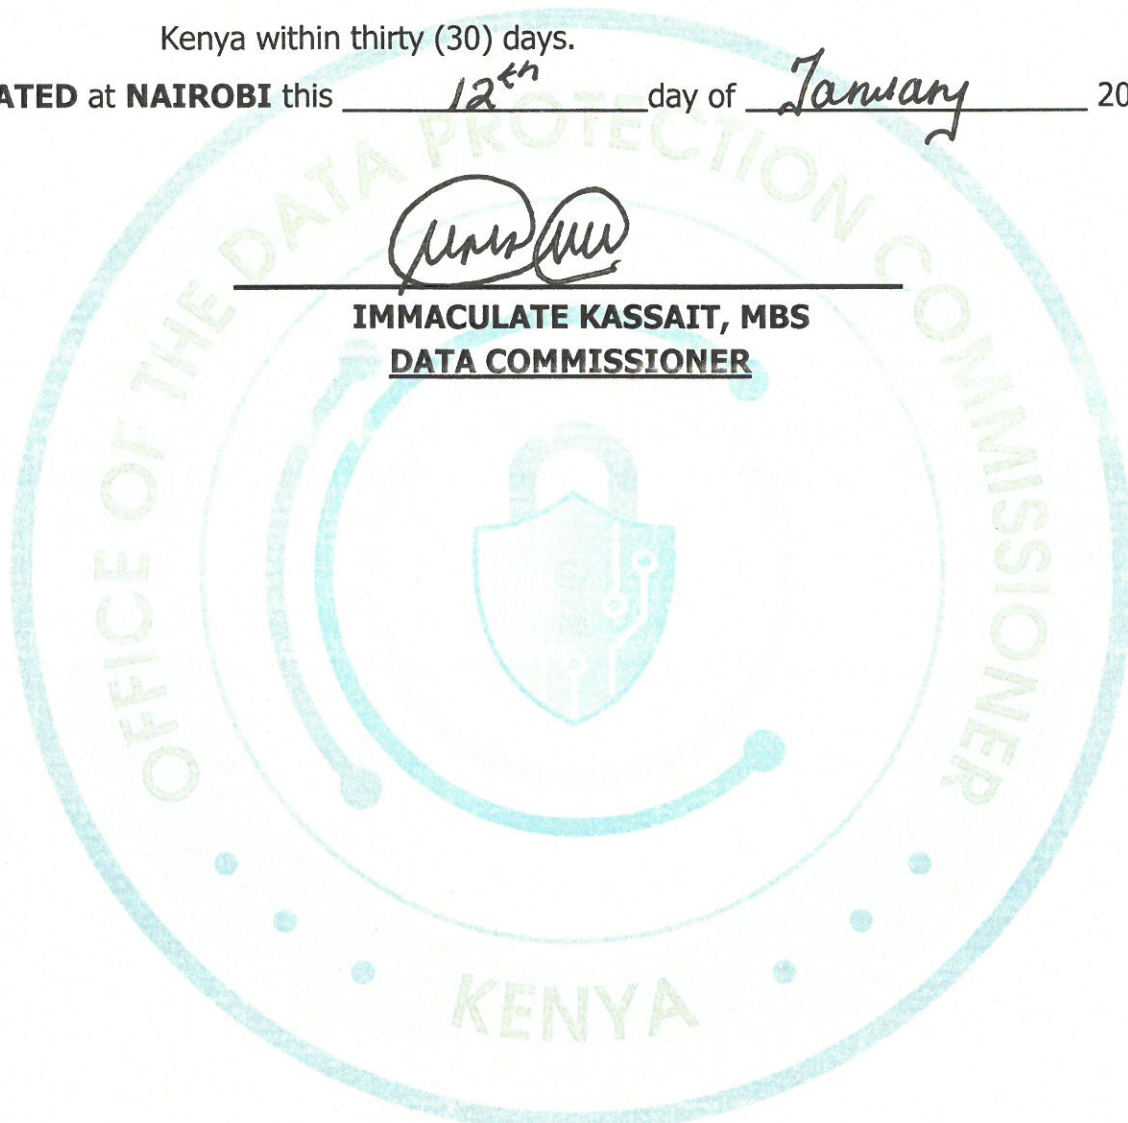 Kenya within thirty (30) days.
ATED at NAIROBI this 12th day of January 20
IMMACULATE KASSAIT, MBS
DATA COMMISSIONER
OFFICE OF THE DATA PROTECTION COMMISSIONER
KENYA